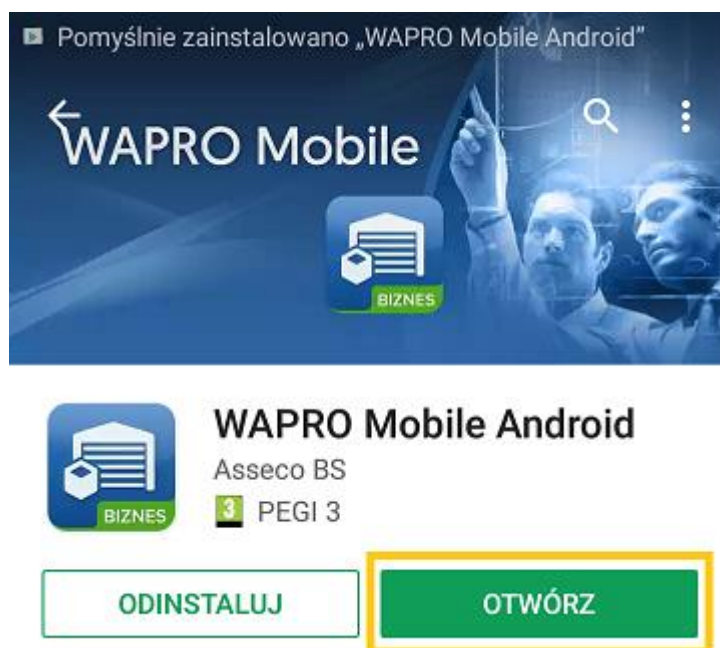 Pomyślnie zainstalowano „WAPRO Mobile Android”
WAPRO Mobile
BIZNES
WAPRO Mobile Android
BIZNES
Asseco BS
3 PEGI 3
ODINSTALUJ
OTWÓRZ